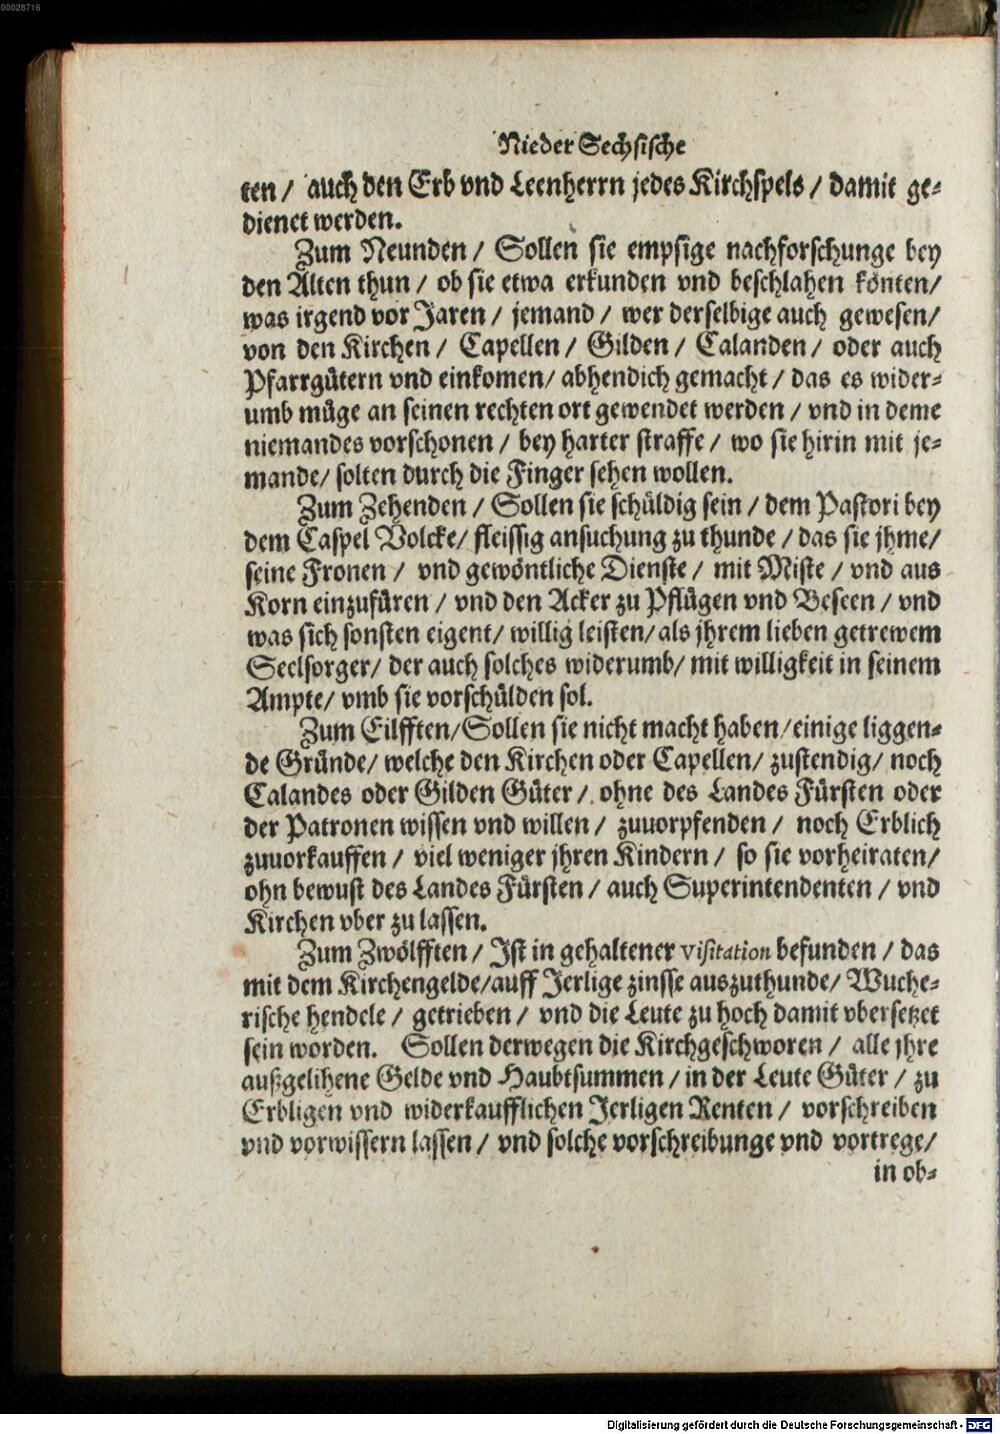 00028716
Nieder Sechsische
ten / auch den Erb vnd Leenherrn jedes Kirchspels / damit ge-
dienet werden.
Zum Neunden / Sollen sie empsige nachforschunge bey
den Alten thun / ob sie etwa erkunden vnd beschlahen könten/
was irgend vor Jaren / jemand / wer derselbige auch gewesen/
von den Kirchen / Capellen / Gilden / Calanden / oder auch
Pfarrgütern vnd einkomen/ abhendich gemacht / das es wider-
umb müge an seinen rechten ort gewendet werden / vnd in deme
niemandes vorschonen / bey harter straffe / wo sie hirin mit je-
mande/ solten durch die Finger sehen wollen.
Zum Zehenden / Sollen sie schüldig sein / dem Pastori bey
dem Caspel Volcke/ fleissig ansuchung zu thunde / das sie jhme/
seine Fronen / vnd gewöntliche Dienste / mit Miste / vnd aus
Korn einzufüren / vnd den Acker zu Pflügen vnd Beseen / vnd
was sich sonsten eigent/ willig leisten/ als jhrem lieben getrewem
Seelsorger/ der auch solches widerumb/ mit willigkeit in seinem
Ampte/ vmb sie vorschülden sol.
Zum Eilfften/Sollen sie nicht macht haben/einige liggen-
de Gründe/ welche den Kirchen oder Capellen/ zustendig/ noch
Calandes oder Gilden Güter / ohne des Landes Fürsten oder
der Patronen wissen vnd willen / zuuorpfenden / noch Erblich
zuuorkauffen / viel weniger jhren Kindern / so sie vorheiraten/
ohn bewust des Landes Fürsten / auch Superintendenten / vnd
Kirchen vber zu lassen.
Zum Zwölfften / Ist in gehaltener visitation befunden / das
mit dem Kirchengelde/auff Jerlige zinsse auszuthunde/ Wuche-
rische hendele / getrieben / vnd die Leute zu hoch damit vbersetzet
sein worden. Sollen derwegen die Kirchgeschworen / alle jhre
außgelihene Gelde vnd Haubtsummen / in der Leute Güter / zu
Erbligen vnd widerkaufflichen Jerligen Renten / vorschreiben
vnd vorwissern lassen / vnd solche vorschreibunge vnd vortrege/
in ob-
Digitalisierung gefördert durch die Deutsche Forschungsgemeinschaft - DFG